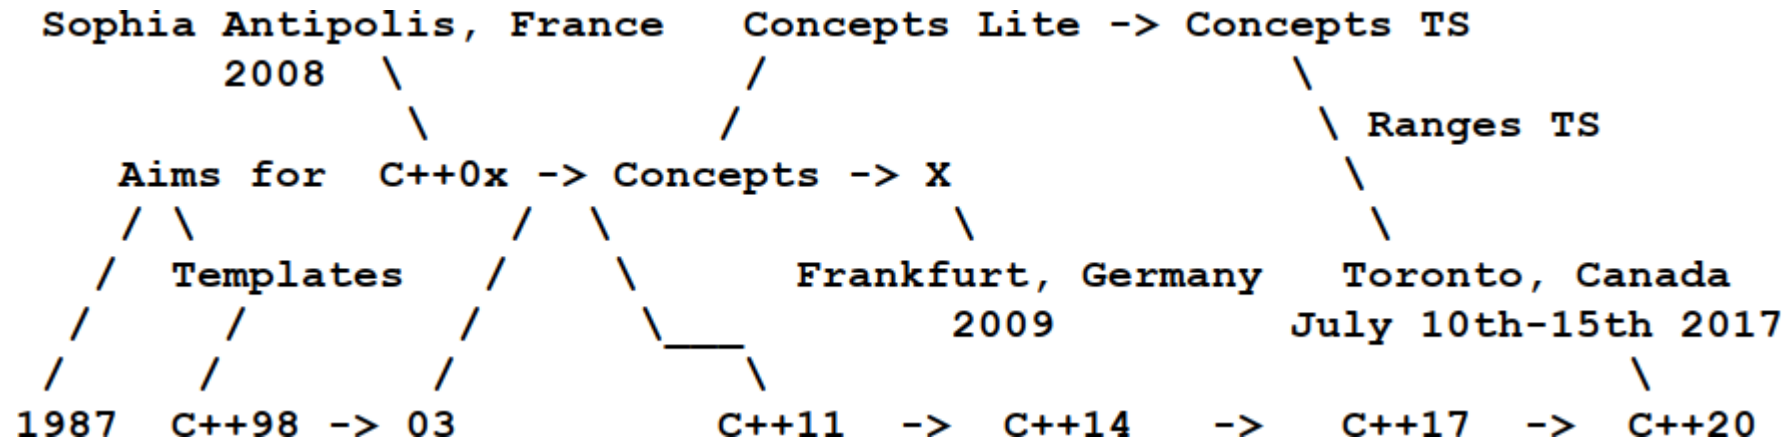 Sophia Antipolis, France   Concepts Lite -> Concepts TS
2008  \             /                    \
\           /                      \ Ranges TS
Aims for  C++0x -> Concepts -> X               \
/ \            /  \             \               \
/  Templates   /    \      Frankfurt, Germany   Toronto, Canada
/     /        /      \___        2009         July 10th-15th 2017
/     /        /           \                                  \
1987  C++98 -> 03          C++11  ->  C++14   ->   C++17  ->  C++20